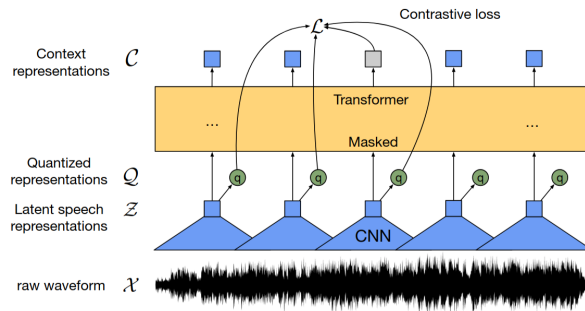 Contrastive loss
ℒ
Context
representations
𝒞
Transformer
...
...
Masked
Quantized
representations
𝒬
q
q
q
q
q
Latent speech
representations
𝒵
CNN
raw waveform
𝒳